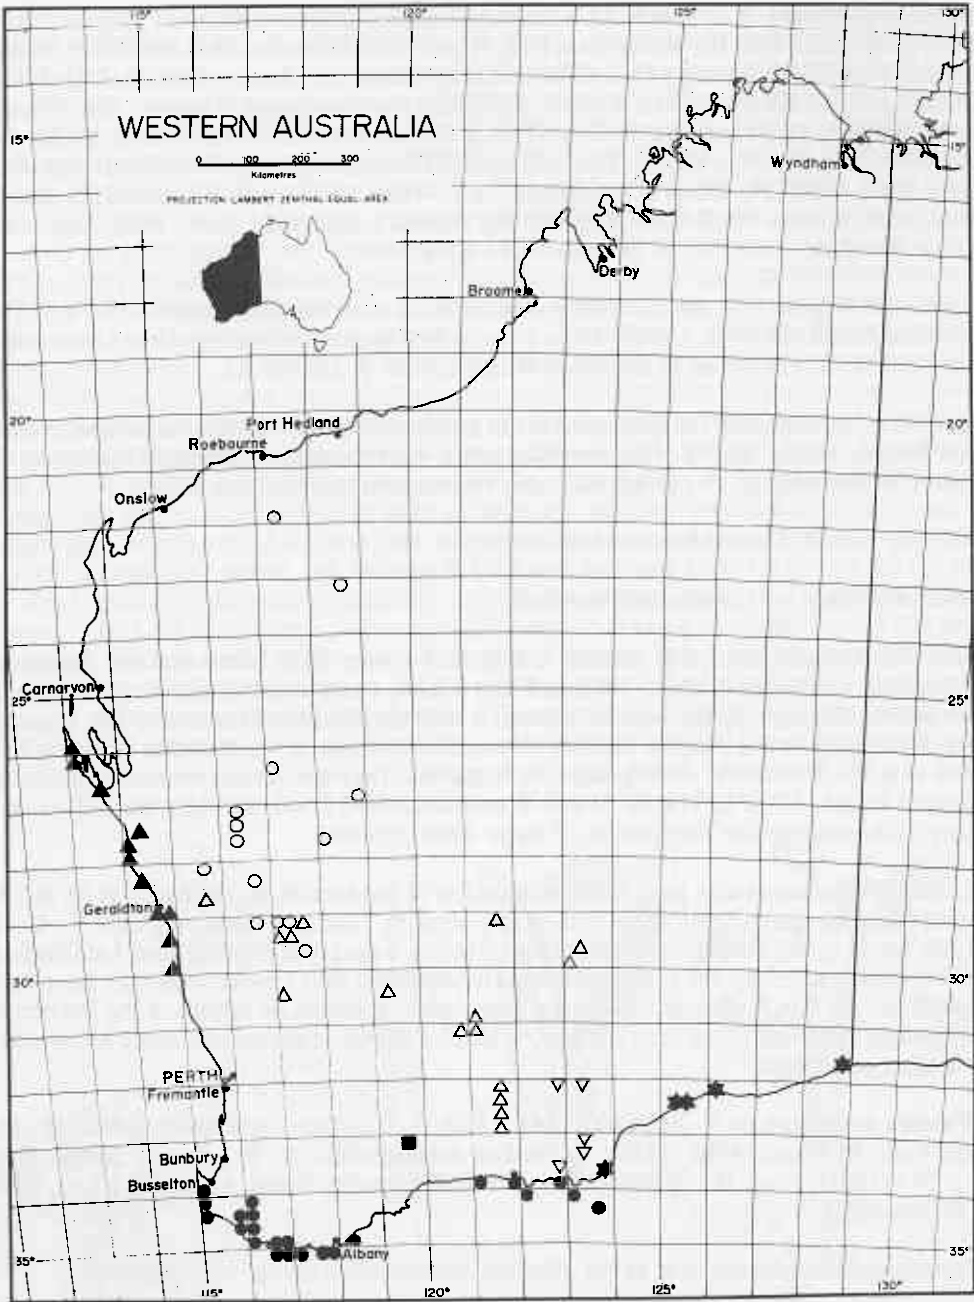 115°
120°
125°
130°
WESTERN AUSTRALIA
15°
15°
0 100 200 300
Kilometres
PROJECTION LAMBERT ZENITHAL EQUAL AREA
Wyndham
Derby
Broome
Port Hedland
20°
20°
Roebourne
Onslow
Carnarvon
25°
25°
Geraldton
30°
30°
PERTH
Fremantle
Bunbury
Busselton
Albany
35°
35°
115°
120°
125°
130°